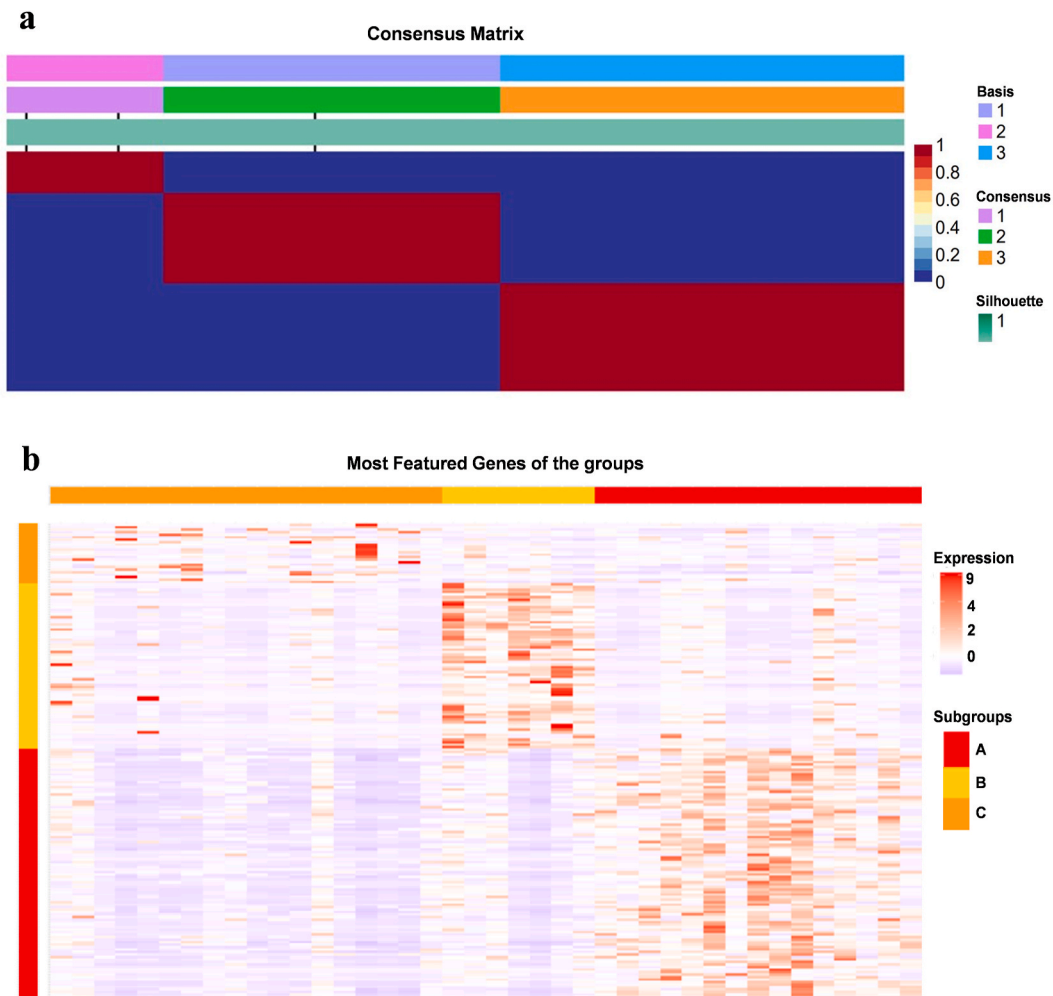 a
Consensus Matrix
Basis
1
2
3
1
0.8
0.6
0.4
0.2
0
Consensus
1
2
3
Silhouette
1
b
Most Featured Genes of the groups
Expression
9
4
2
0
Subgroups
A
B
C